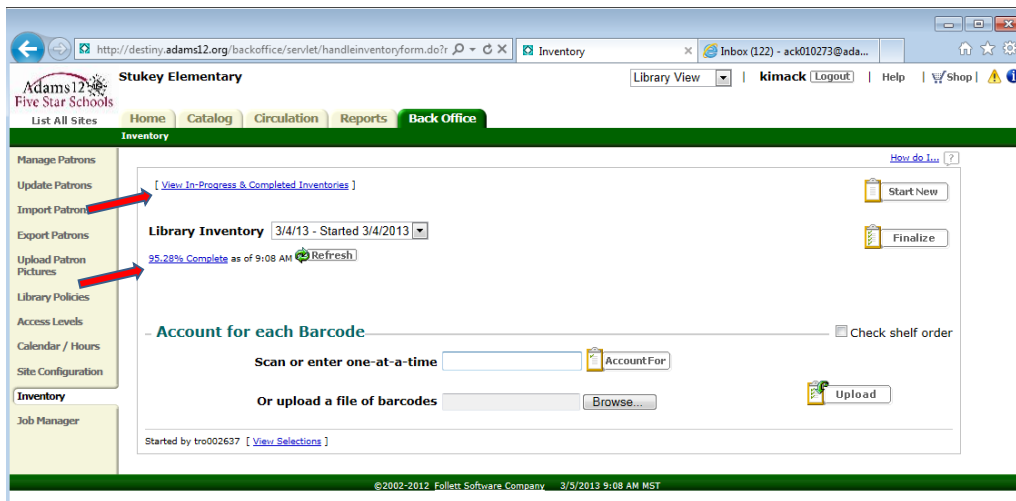 http://destiny.adams12.org/backoffice/servlet/handleinventoryform.do?r
Inventory
Inbox (122) - ack010273@ada...
Adams12
Five Star Schools
Stukey Elementary
Library View
| kimack Logout | Help | Shop |
List All Sites
Home Catalog Circulation Reports Back Office
Inventory
Manage Patrons
Update Patrons
Import Patrons
Export Patrons
Upload Patron
Pictures
Library Policies
Access Levels
Calendar / Hours
Site Configuration
Inventory
Job Manager
How do I... ?
[ View In-Progress & Completed Inventories ]
Start New
Library Inventory 3/4/13 - Started 3/4/2013
Finalize
95.28% Complete as of 9:08 AM Refresh
Account for each Barcode
Check shelf order
Scan or enter one-at-a-time
Account For
Or upload a file of barcodes
Browse...
Upload
Started by tro002637 [ View Selections ]
©2002-2012 Follett Software Company 3/5/2013 9:08 AM MST